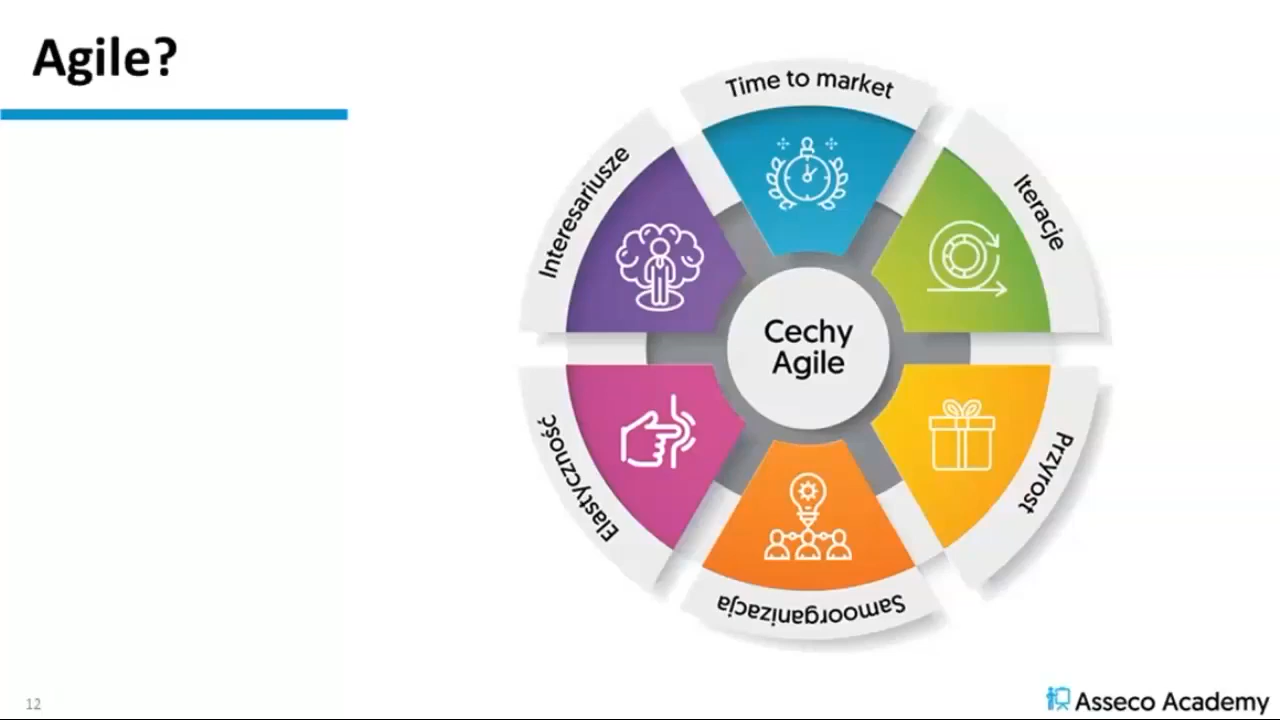 Agile?
Time to market
Iteracje
Przyrost
Samoorganizacja
Elastyczność
Interesariusze
Cechy
Agile
12
Asseco Academy